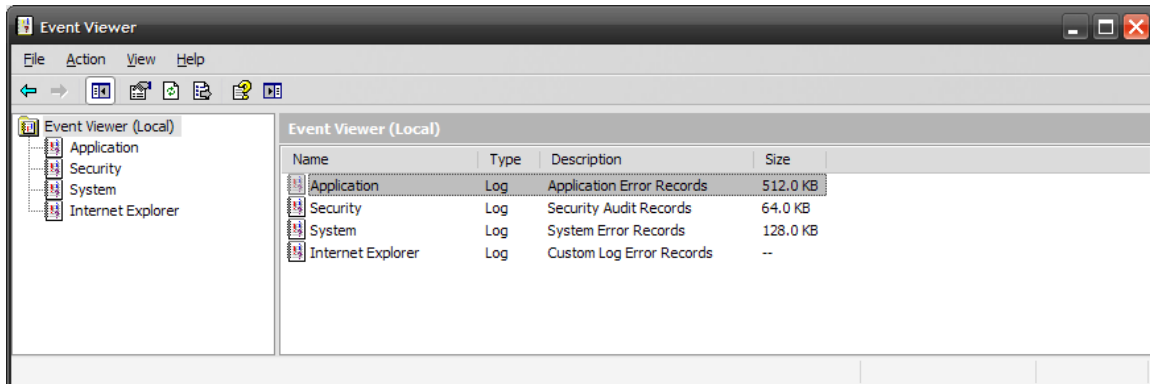 Event Viewer
File Action View Help
Event Viewer (Local)
Application
Security
System
Internet Explorer
Event Viewer (Local)
Name Type Description Size
Application Log Application Error Records 512.0 KB
Security Log Security Audit Records 64.0 KB
System Log System Error Records 128.0 KB
Internet Explorer Log Custom Log Error Records --